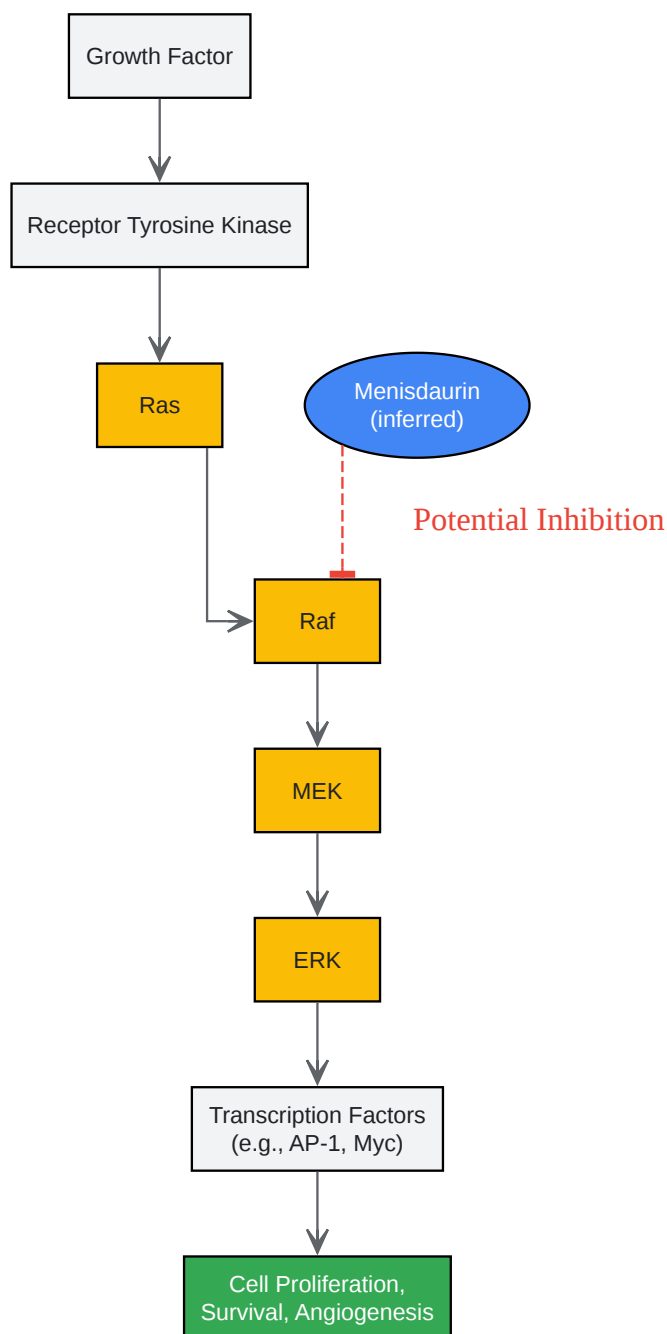 Growth Factor
Receptor Tyrosine Kinase
Ras
Menisdaurin
(inferred)
Potential Inhibition
Raf
MEK
ERK
Transcription Factors
(e.g., AP-1, Myc)
Cell Proliferation,
Survival, Angiogenesis